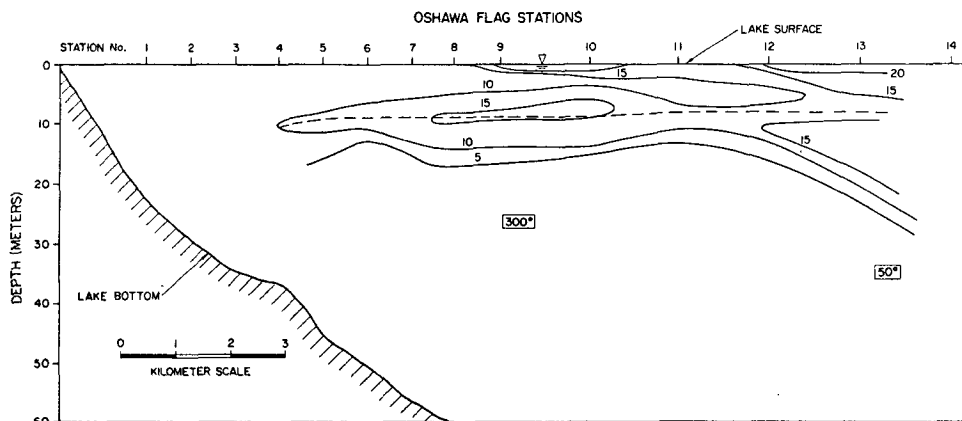 OSHAWA FLAG STATIONS
LAKE SURFACE
STATION No. 1 2 3 4 5 6 7 8 9 10 11 12 13 14
0
10
20
30
40
50
60
DEPTH (METERS)
15
20
15
10
15
10
5
15
300°
50°
LAKE BOTTOM
0 1 2 3
KILOMETER SCALE